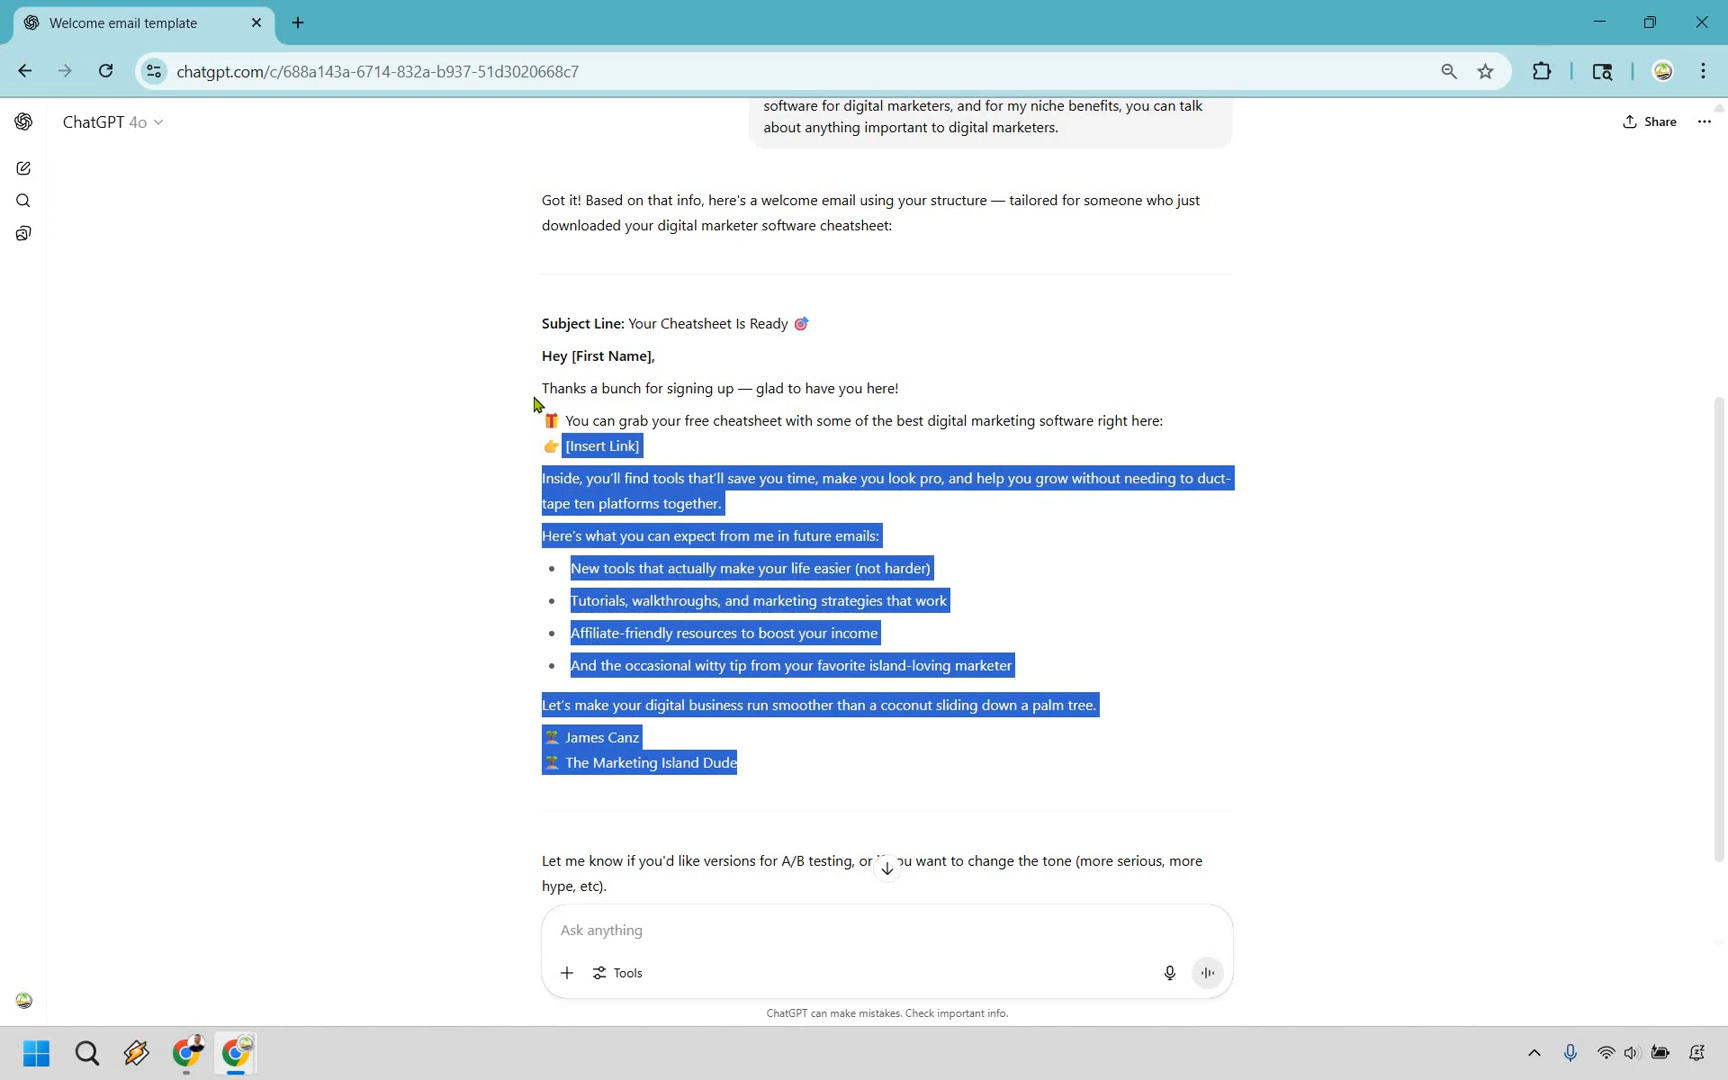 Welcome email template
chatgpt.com/c/688a143a-6714-832a-b937-51d3020668c7
ChatGPT 4o
Share
software for digital marketers, and for my niche benefits, you can talk
about anything important to digital marketers.
Got it! Based on that info, here's a welcome email using your structure — tailored for someone who just
downloaded your digital marketer software cheatsheet:
Subject Line: Your Cheatsheet Is Ready 🎯
Hey [First Name],
Thanks a bunch for signing up — glad to have you here!
🎁 You can grab your free cheatsheet with some of the best digital marketing software right here:
👉 [Insert Link]
Inside, you'll find tools that'll save you time, make you look pro, and help you grow without needing to duct-
tape ten platforms together.
Here's what you can expect from me in future emails:
• New tools that actually make your life easier (not harder)
• Tutorials, walkthroughs, and marketing strategies that work
• Affiliate-friendly resources to boost your income
• And the occasional witty tip from your favorite island-loving marketer
Let's make your digital business run smoother than a coconut sliding down a palm tree.
🏝️ James Canz
🏝️ The Marketing Island Dude
Let me know if you'd like versions for A/B testing, or if you want to change the tone (more serious, more
hype, etc).
Ask anything
Tools
ChatGPT can make mistakes. Check important info.